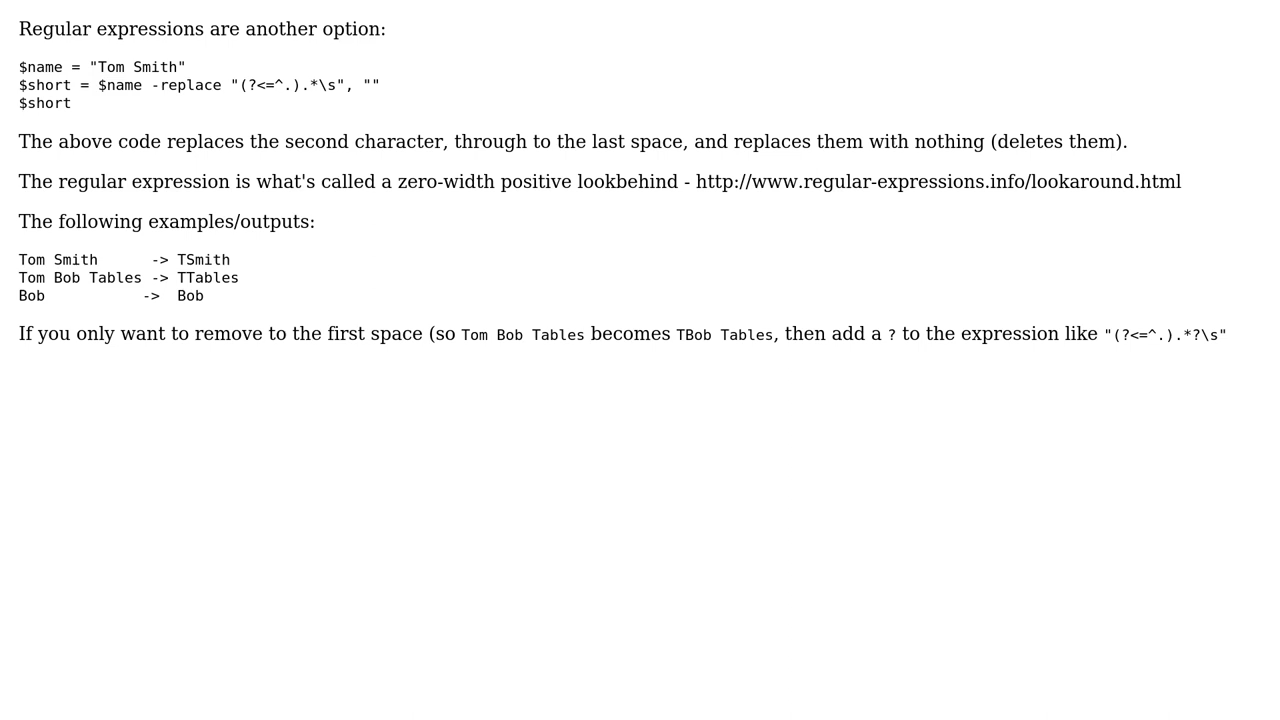 Regular expressions are another option:
$name = "Tom Smith"
$short = $name -replace "(?<=^.).*\s", ""
$short
The above code replaces the second character, through to the last space, and replaces them with nothing (deletes them).
The regular expression is what's called a zero-width positive lookbehind - http://www.regular-expressions.info/lookaround.html
The following examples/outputs:
Tom Smith      -> TSmith
Tom Bob Tables -> TTables
Bob           ->  Bob
If you only want to remove to the first space (so Tom Bob Tables becomes TBob Tables, then add a ? to the expression like "(?<=^.).*?\s"